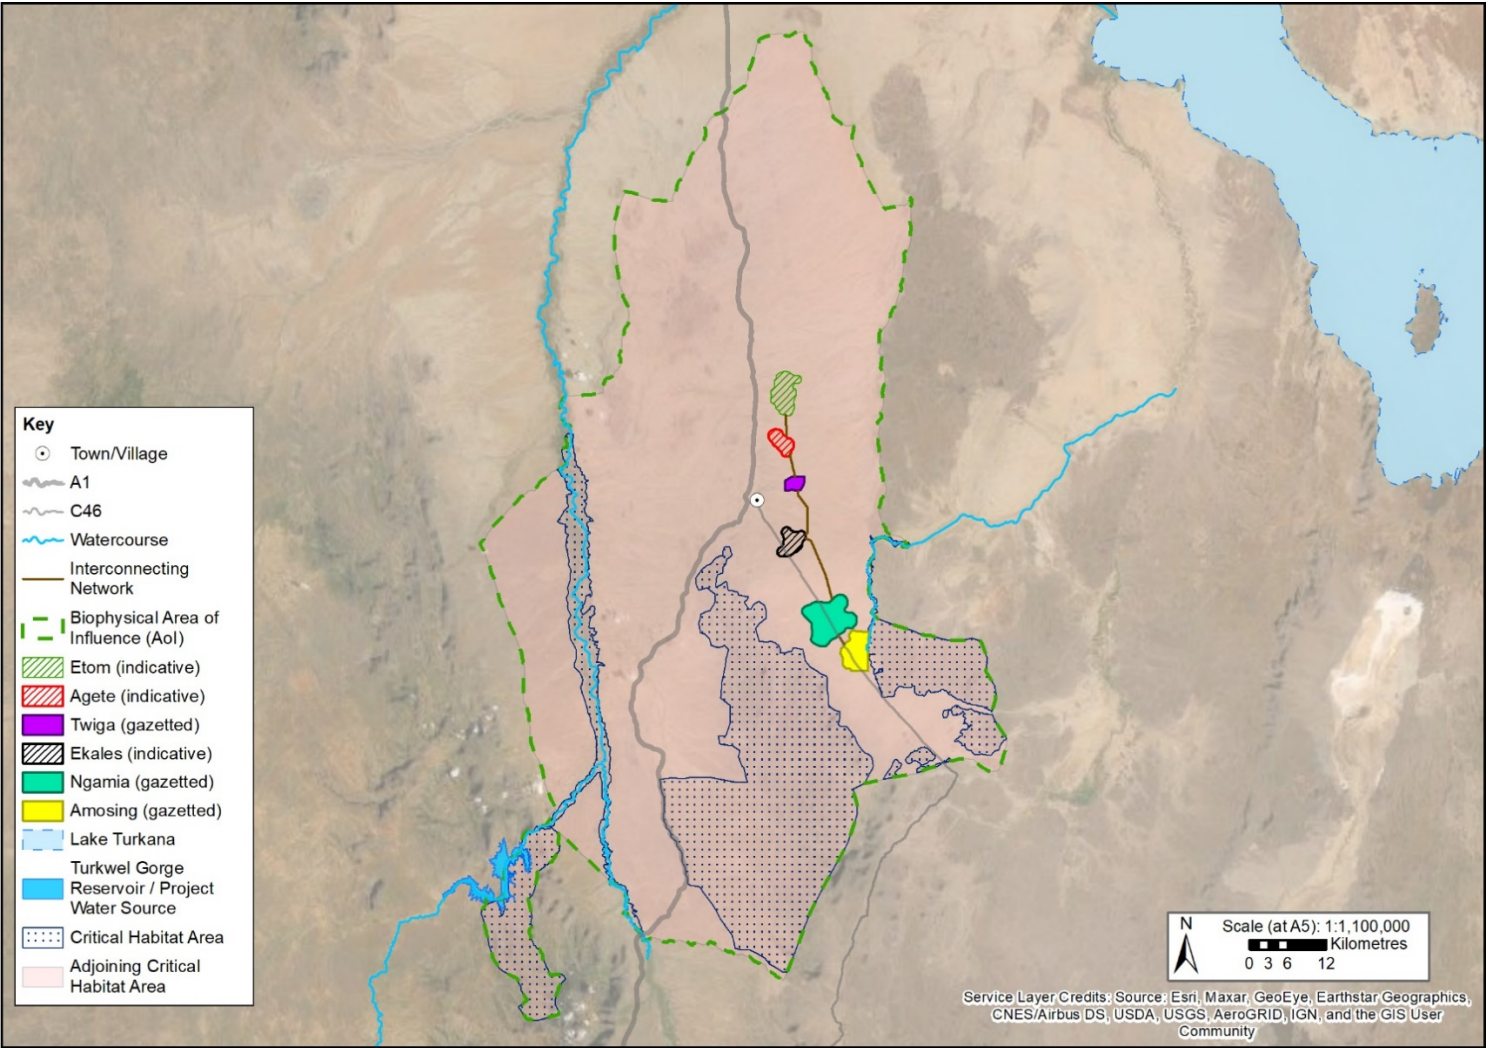 Key
Town/Village
A1
C46
Watercourse
Interconnecting
Network
Biophysical Area of
Influence (AoI)
Etom (indicative)
Agete (indicative)
Twiga (gazetted)
Ekales (indicative)
Ngamia (gazetted)
Amosing (gazetted)
Lake Turkana
Turkwel Gorge
Reservoir / Project
Water Source
Critical Habitat Area
Adjoining Critical
Habitat Area
N
Scale (at A5): 1:1,100,000
Kilometres
0 3 6 12
Service Layer Credits: Source: Esri, Maxar, GeoEye, Earthstar Geographics,
CNES/Airbus DS, USDA, USGS, AeroGRID, IGN, and the GIS User
Community